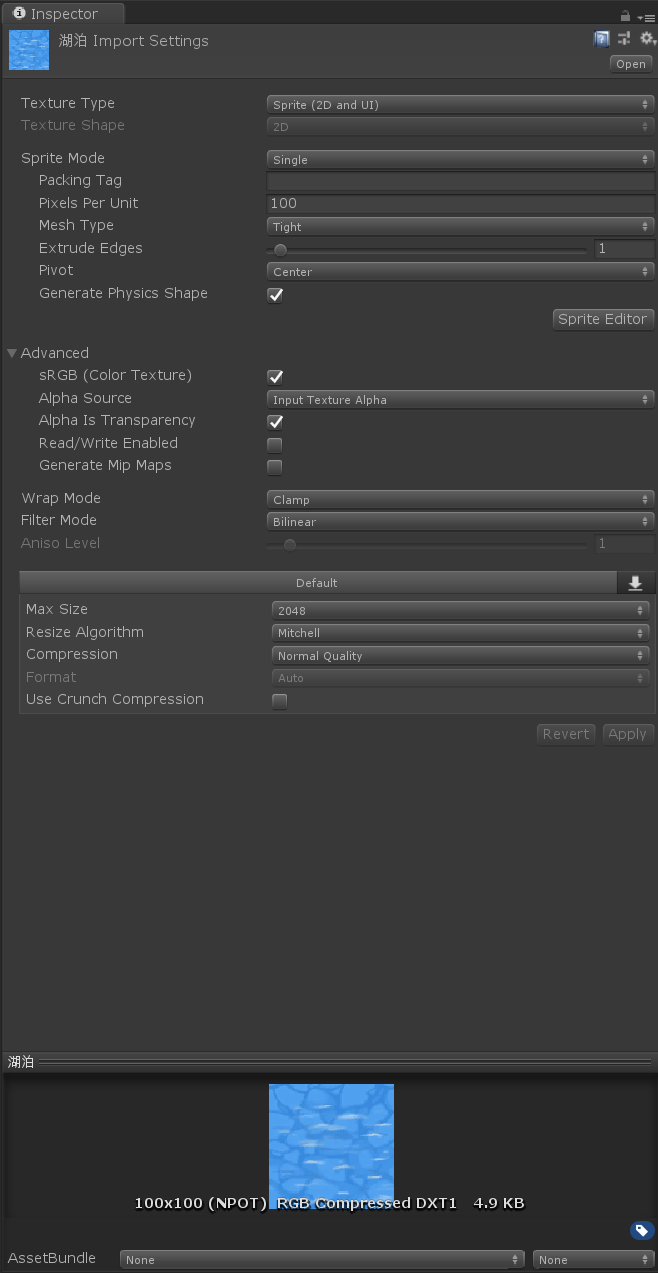 Inspector
湖泊 Import Settings
Open
Texture Type Sprite (2D and UI)
Texture Shape 2D
Sprite Mode Single
Packing Tag
Pixels Per Unit 100
Mesh Type Tight
Extrude Edges 1
Pivot Center
Generate Physics Shape
Sprite Editor
Advanced
sRGB (Color Texture)
Alpha Source Input Texture Alpha
Alpha Is Transparency
Read/Write Enabled
Generate Mip Maps
Wrap Mode Clamp
Filter Mode Bilinear
Aniso Level 1
Default
Max Size 2048
Resize Algorithm Mitchell
Compression Normal Quality
Format Auto
Use Crunch Compression
Revert Apply
湖泊
100x100 (NPOT) RGB Compressed DXT1 4.9 KB
AssetBundle None None